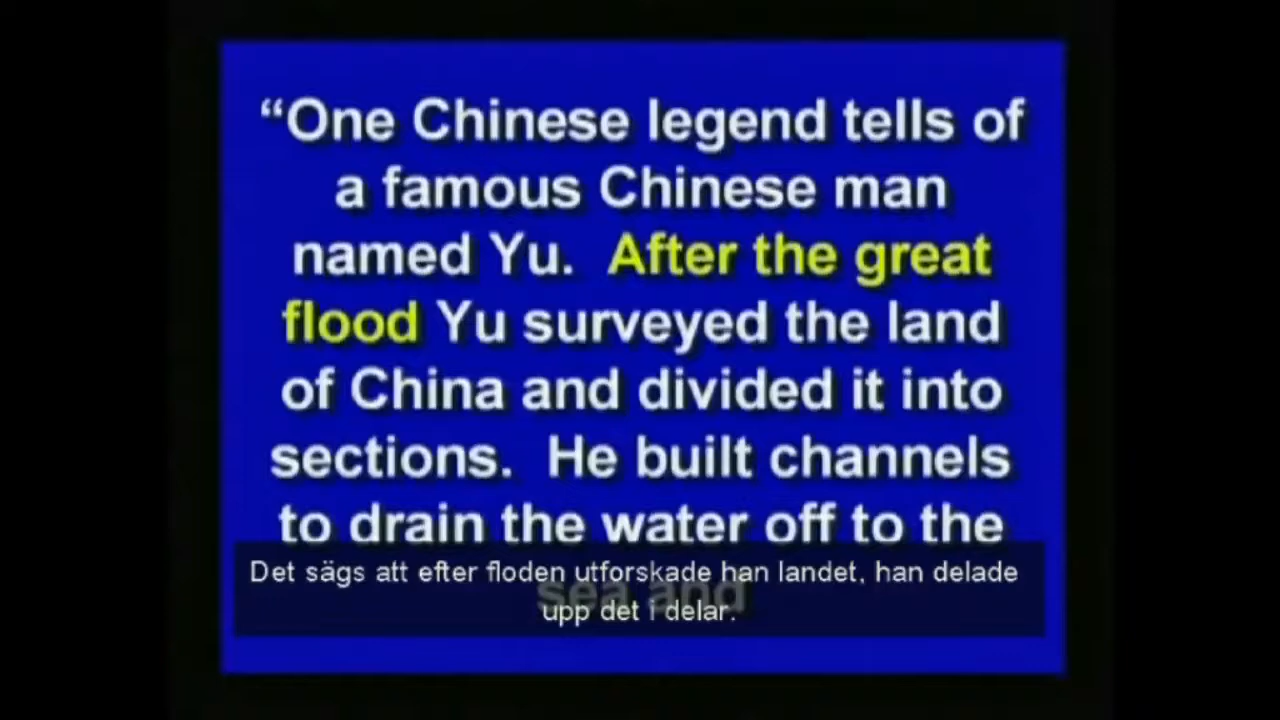 “One Chinese legend tells of
a famous Chinese man
named Yu. After the great
flood Yu surveyed the land
of China and divided it into
sections. He built channels
to drain the water off to the
sea and
Det sägs att efter floden utforskade han landet, han delade
upp det i delar.